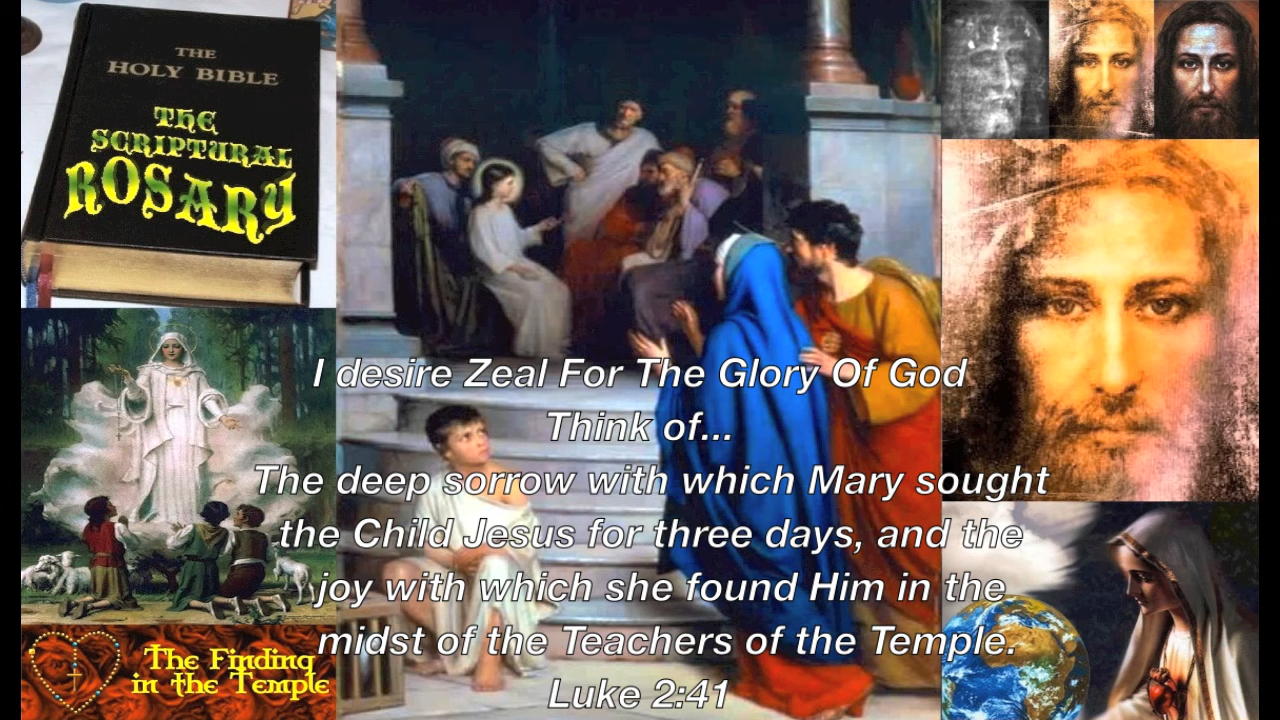 THE
HOLY BIBLE
THE
SCRIPTURAL
ROSARY
I desire Zeal For The Glory Of God
Think of...
The deep sorrow with which Mary sought
the Child Jesus for three days, and the
joy with which she found Him in the
midst of the Teachers of the Temple.
Luke 2:41
The Finding
in the Temple